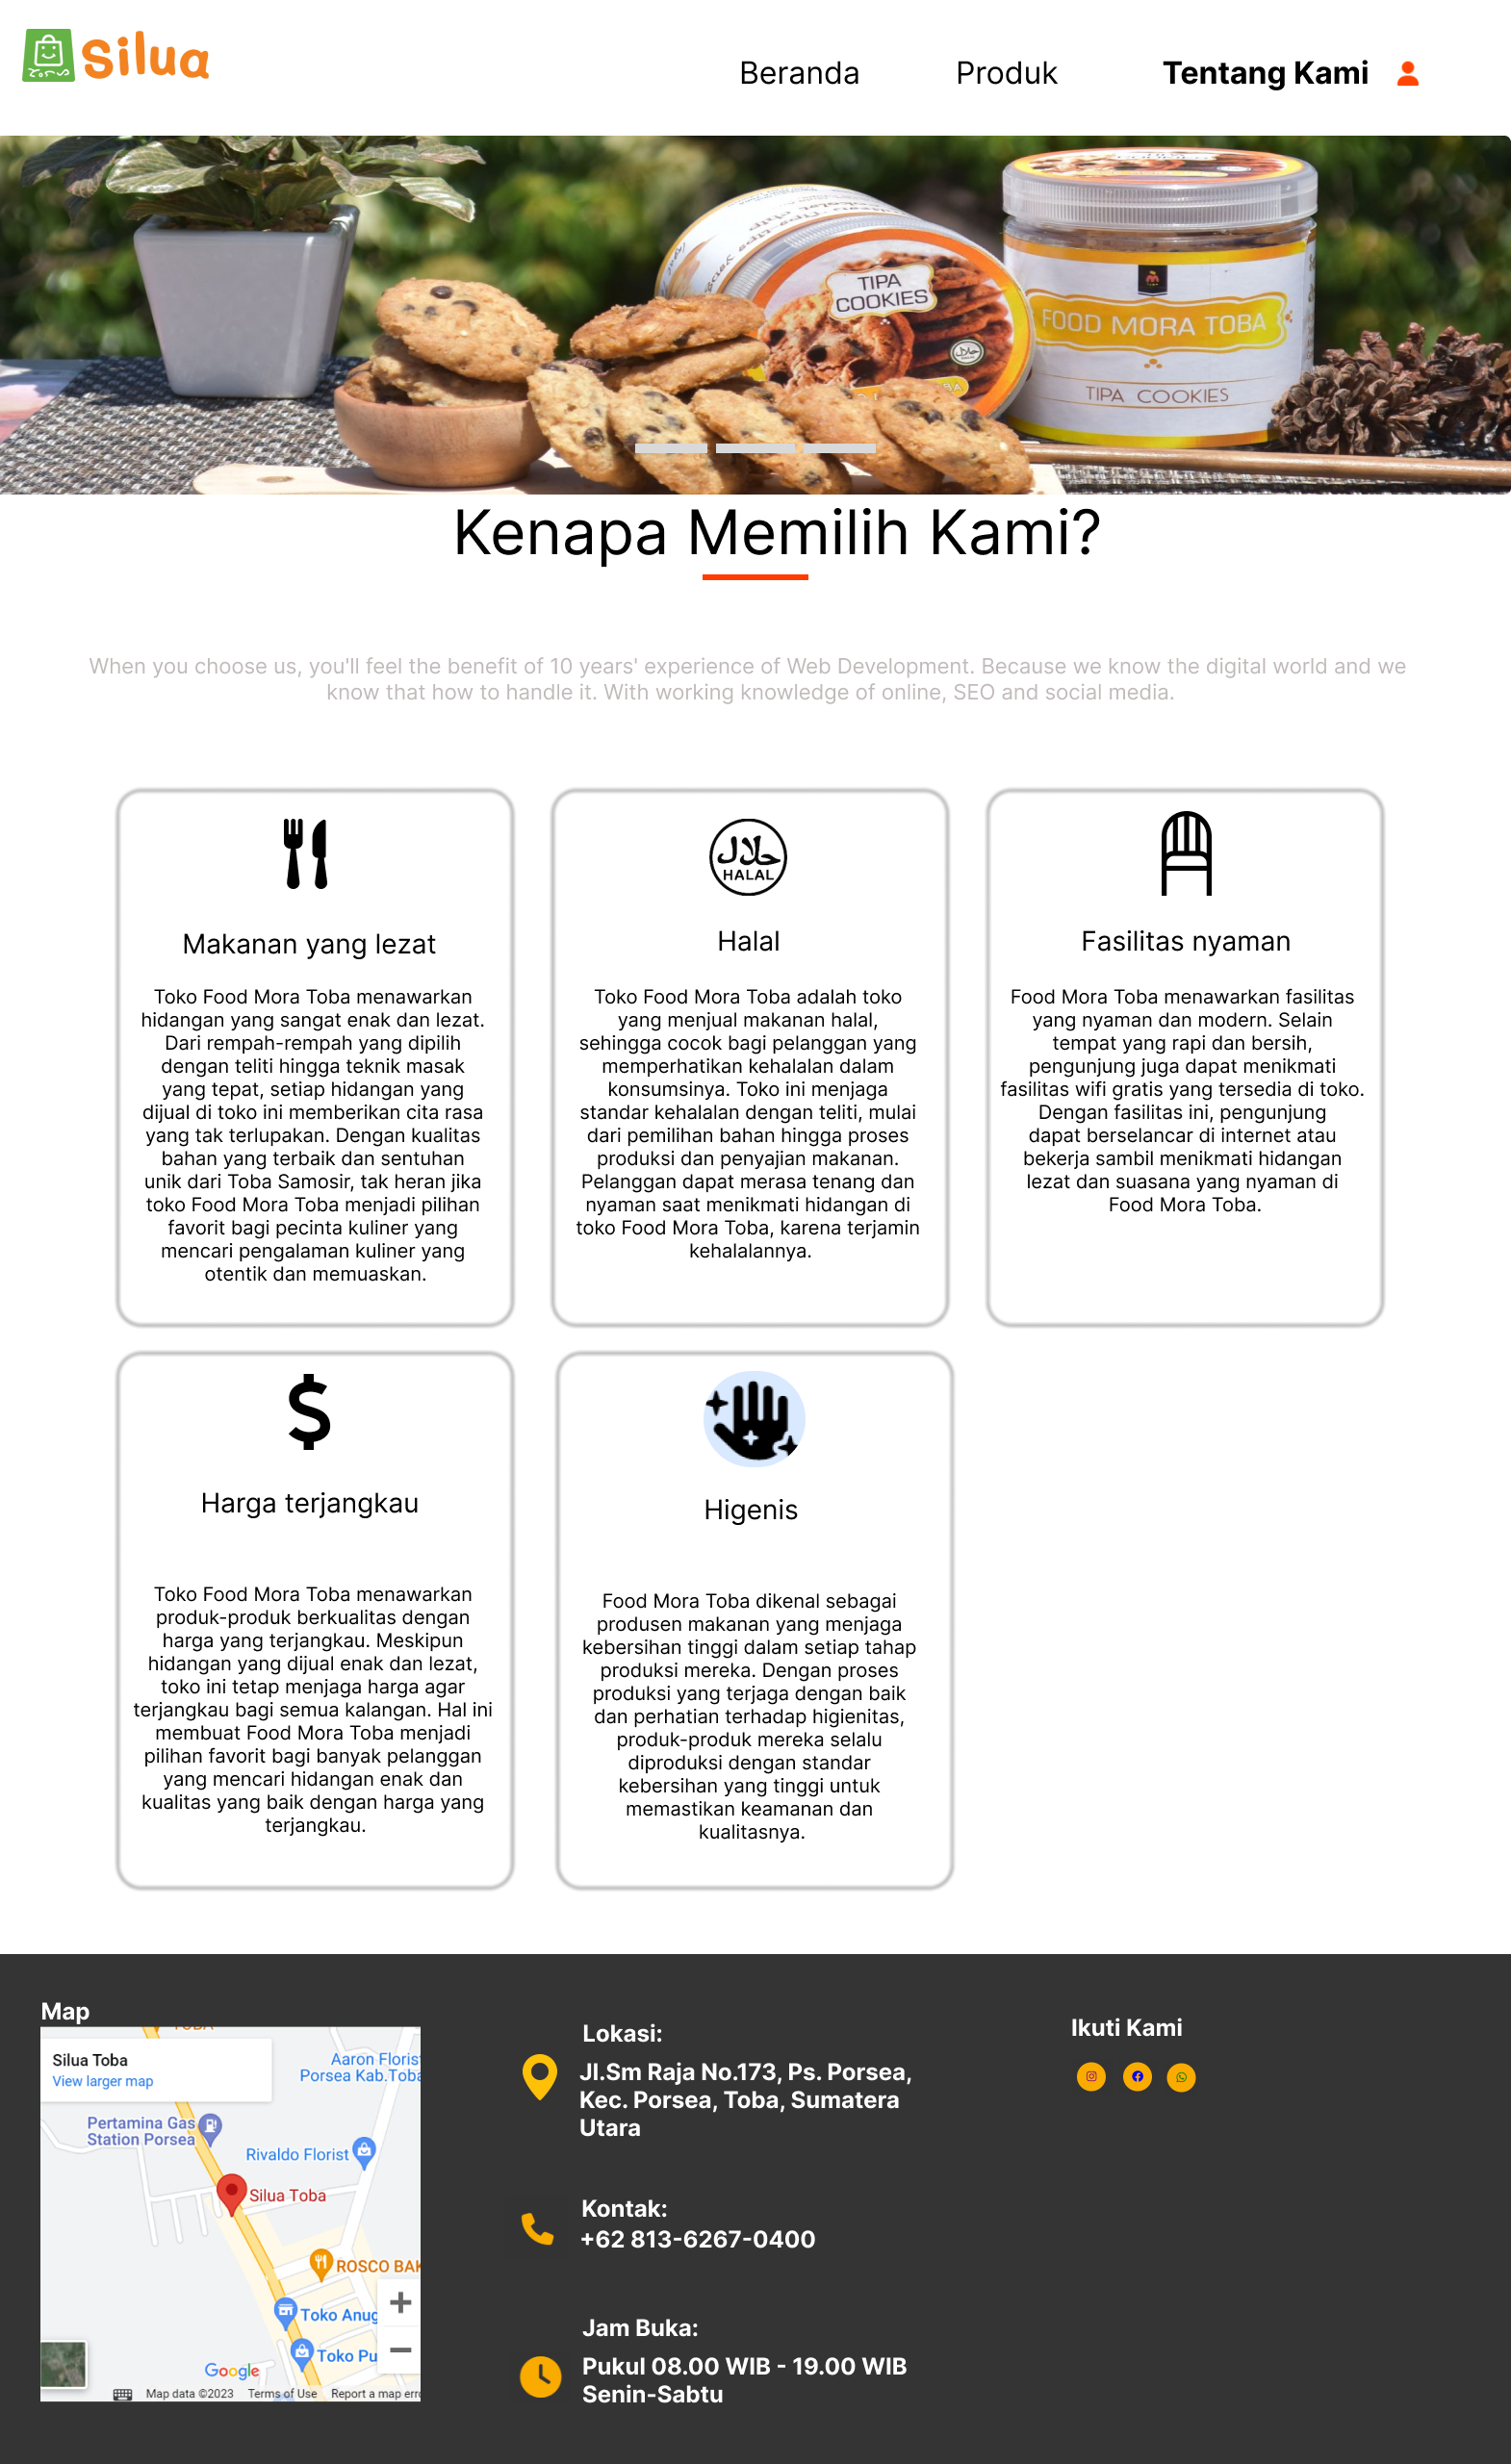 Silua
Beranda
Produk
Tentang Kami
TIPA
COOKIES
حلال
FOOD MORA TOBA
TIPA COOKIES
Kenapa Memilih Kami?
When you choose us, you'll feel the benefit of 10 years' experience of Web Development. Because we know the digital world and we
know that how to handle it. With working knowledge of online, SEO and social media.
Makanan yang lezat
Toko Food Mora Toba menawarkan
hidangan yang sangat enak dan lezat.
Dari rempah-rempah yang dipilih
dengan teliti hingga teknik masak
yang tepat, setiap hidangan yang
dijual di toko ini memberikan cita rasa
yang tak terlupakan. Dengan kualitas
bahan yang terbaik dan sentuhan
unik dari Toba Samosir, tak heran jika
toko Food Mora Toba menjadi pilihan
favorit bagi pecinta kuliner yang
mencari pengalaman kuliner yang
otentik dan memuaskan.
حلال
HALAL
Halal
Toko Food Mora Toba adalah toko
yang menjual makanan halal,
sehingga cocok bagi pelanggan yang
memperhatikan kehalalan dalam
konsumsinya. Toko ini menjaga
standar kehalalan dengan teliti, mulai
dari pemilihan bahan hingga proses
produksi dan penyajian makanan.
Pelanggan dapat merasa tenang dan
nyaman saat menikmati hidangan di
toko Food Mora Toba, karena terjamin
kehalalannya.
Fasilitas nyaman
Food Mora Toba menawarkan fasilitas
yang nyaman dan modern. Selain
tempat yang rapi dan bersih,
pengunjung juga dapat menikmati
fasilitas wifi gratis yang tersedia di toko.
Dengan fasilitas ini, pengunjung
dapat berselancar di internet atau
bekerja sambil menikmati hidangan
lezat dan suasana yang nyaman di
Food Mora Toba.
Harga terjangkau
Toko Food Mora Toba menawarkan
produk-produk berkualitas dengan
harga yang terjangkau. Meskipun
hidangan yang dijual enak dan lezat,
toko ini tetap menjaga harga agar
terjangkau bagi semua kalangan. Hal ini
membuat Food Mora Toba menjadi
pilihan favorit bagi banyak pelanggan
yang mencari hidangan enak dan
kualitas yang baik dengan harga yang
terjangkau.
Higenis
Food Mora Toba dikenal sebagai
produsen makanan yang menjaga
kebersihan tinggi dalam setiap tahap
produksi mereka. Dengan proses
produksi yang terjaga dengan baik
dan perhatian terhadap higienitas,
produk-produk mereka selalu
diproduksi dengan standar
kebersihan yang tinggi untuk
memastikan keamanan dan
kualitasnya.
Map
Silua Toba
View larger map
Aaron Florist
Porsea Kab.Toba
Pertamina Gas
Station Porsea
Rivaldo Florist
Silua Toba
ROSCO BAK
Toko Anug
Toko Pu
Google
Map data ©2023
Terms of Use
Report a map erro
Lokasi:
Jl.Sm Raja No.173, Ps. Porsea,
Kec. Porsea, Toba, Sumatera
Utara
Kontak:
+62 813-6267-0400
Jam Buka:
Pukul 08.00 WIB - 19.00 WIB
Senin-Sabtu
Ikuti Kami